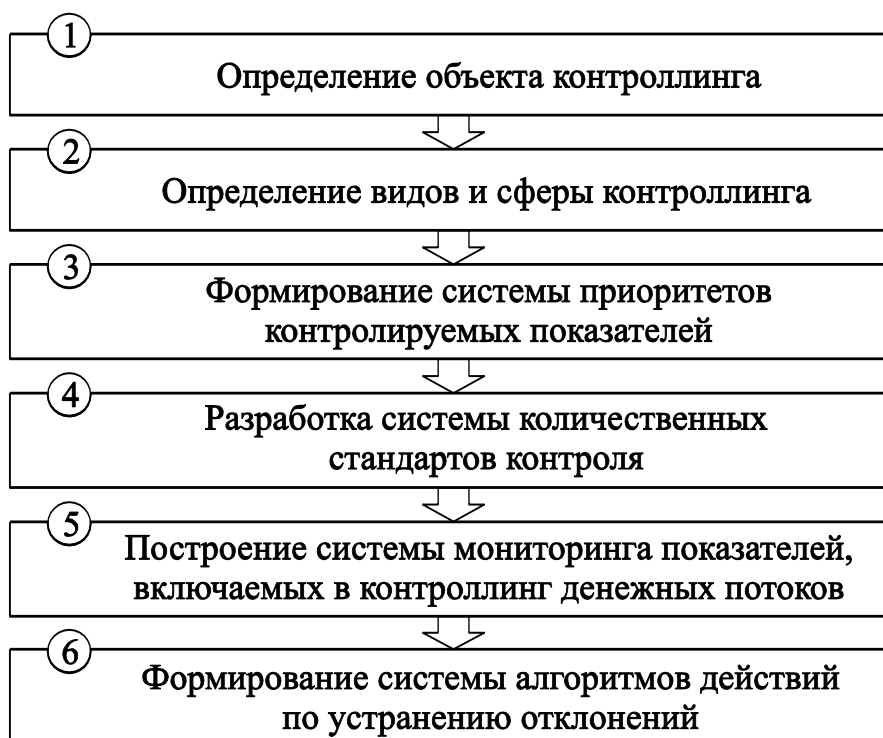 1
Определение объекта контроллинга
2
Определение видов и сферы контроллинга
3
Формирование системы приоритетов
контролируемых показателей
4
Разработка системы количественных
стандартов контроля
5
Построение системы мониторинга показателей,
включаемых в контроллинг денежных потоков
6
Формирование системы алгоритмов действий
по устранению отклонений